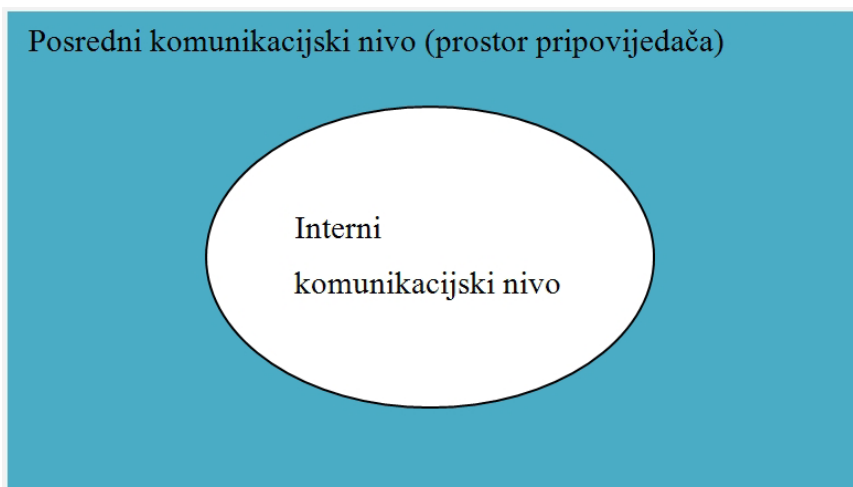 Posredni komunikacijski nivo (prostor pripovijedača)
Interni
komunikacijski nivo